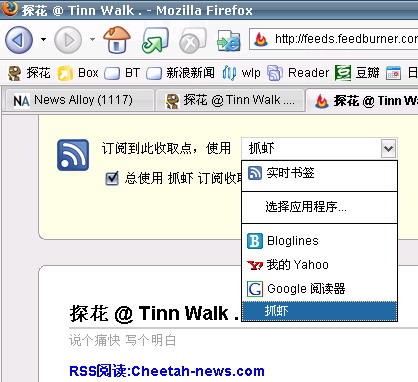 探花 @ Tinn Walk . - Mozilla Firefox
http://feeds.feedburner.cor
探花 Box BT 新浪新闻 wlp Reader 豆瓣 日
NA News Alloy (1117) 探花 @ Tinn Walk .... 探花 @ Tinn Wa
订阅到此收取点，使用 抓虾
总使用 抓虾 订阅收取
实时书签
选择应用程序...
Bloglines
我的 Yahoo
Google 阅读器
抓虾
探花 @ Tinn Walk .
说个痛快 写个明白
RSS阅读:Cheetah-news.com